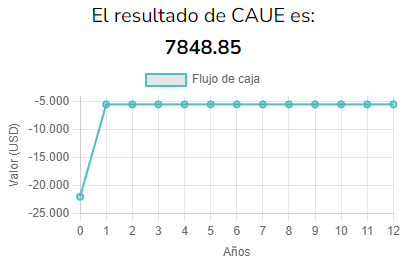 El resultado de CAUE es:
7848.85
Flujo de caja
-5.000
-10.000
-15.000
-20.000
-25.000
Valor (USD)
0 1 2 3 4 5 6 7 8 9 10 11 12
Años